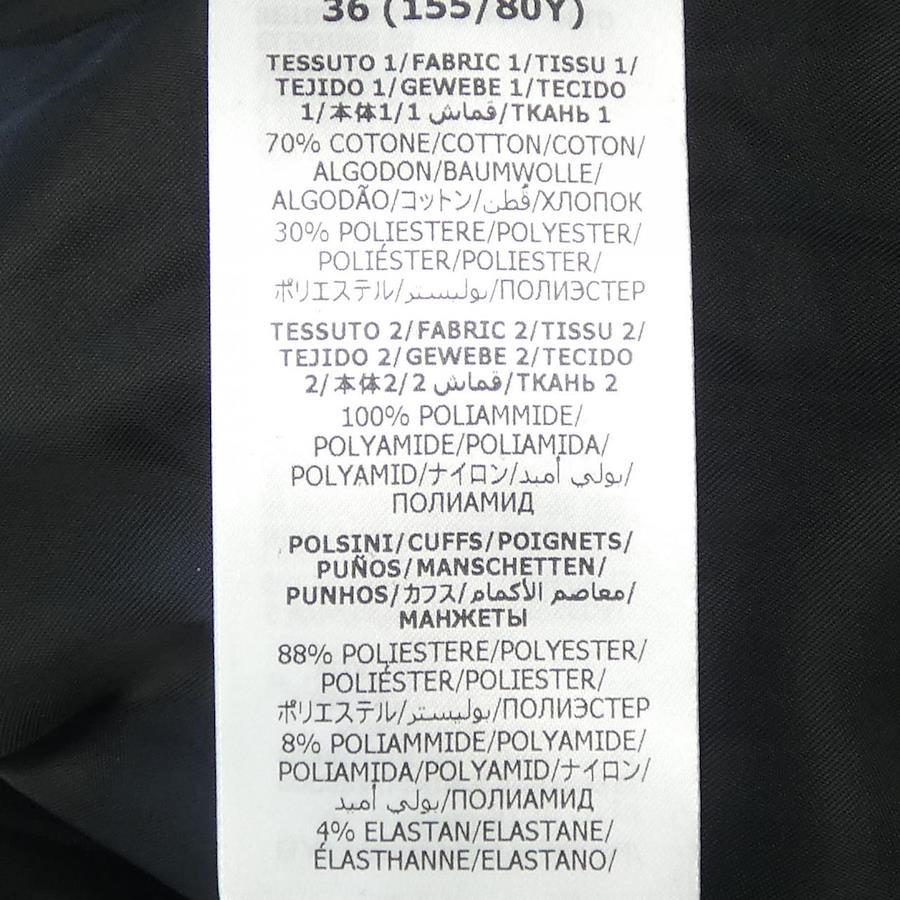 36 (155/80Y)
TESSUTO 1/FABRIC 1/TISSU 1/
TEJIDO 1/GEWEBE 1/TECIDO
1/本体1/1 قماش/ТКАНЬ 1
70% COTONE/COTTON/COTON/
ALGODON/BAUMWOLLE/
ALGODÃO/コットン/قُطن/ХЛОПОК
30% POLIESTERE/POLYESTER/
POLIÉSTER/POLIESTER/
ポリエステル/بوليستر/ПОЛИЭСТЕР
TESSUTO 2/FABRIC 2/TISSU 2/
TEJIDO 2/GEWEBE 2/TECIDO
2/本体2/2 قماش/ТКАНЬ 2
100% POLIAMMIDE/
POLYAMIDE/POLIAMIDA/
POLYAMID/ナイロン/بولي أميد/
ПОЛИАМИД
POLSINI/CUFFS/POIGNETS/
PUÑOS/MANSCHETTEN/
PUNHOS/カフス/معاصم الأكمام/
МАНЖЕТЫ
88% POLIESTERE/POLYESTER/
POLIÉSTER/POLIESTER/
ポリエステル/بوليستر/ПОЛИЭСТЕР
8% POLIAMMIDE/POLYAMIDE/
POLIAMIDA/POLYAMID/ナイロン/
بولي أميد/ПОЛИАМИД
4% ELASTAN/ELASTANE/
ÉLASTHANNE/ELASTANO/